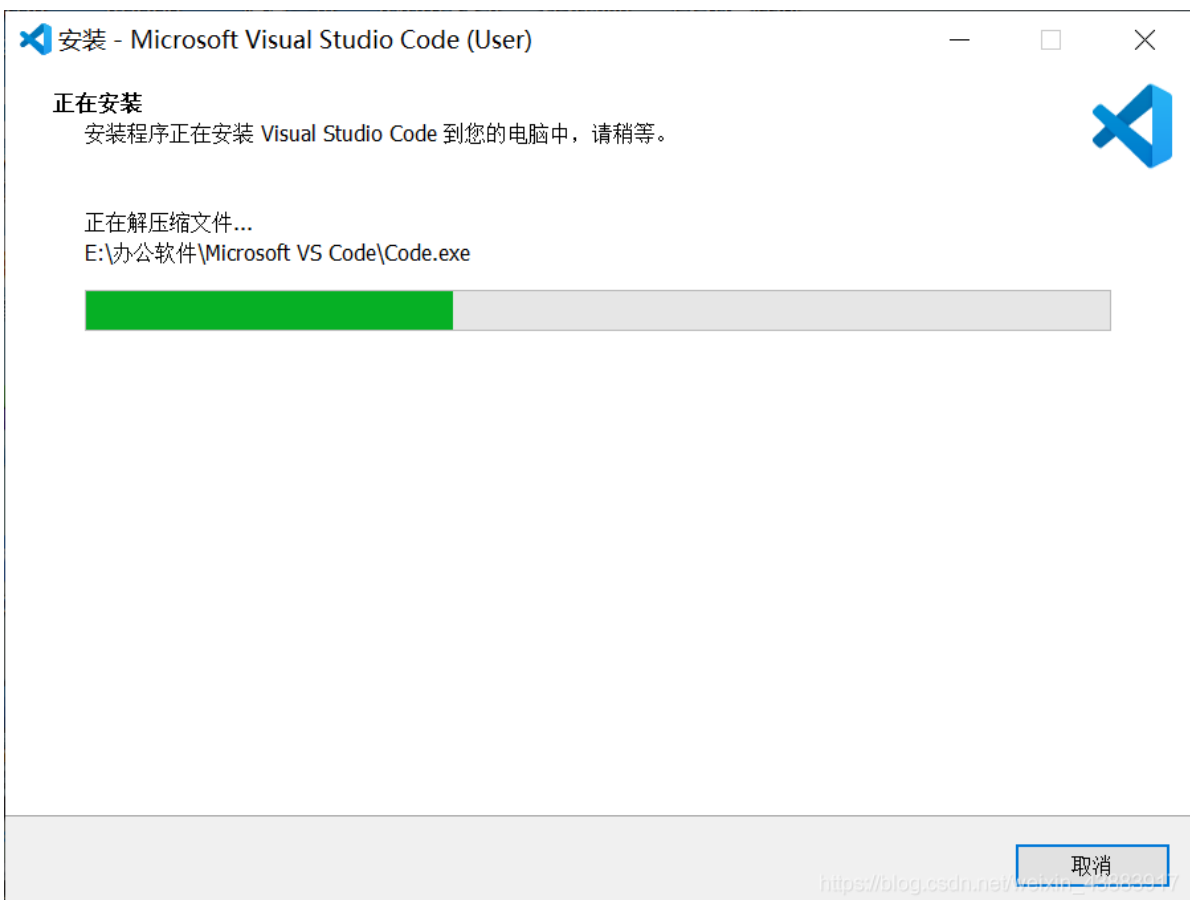 安装 - Microsoft Visual Studio Code (User)
正在安装
安装程序正在安装 Visual Studio Code 到您的电脑中，请稍等。
正在解压缩文件...
E:\办公软件\Microsoft VS Code\Code.exe
取消
https://blog.csdn.net/weixin_43883917